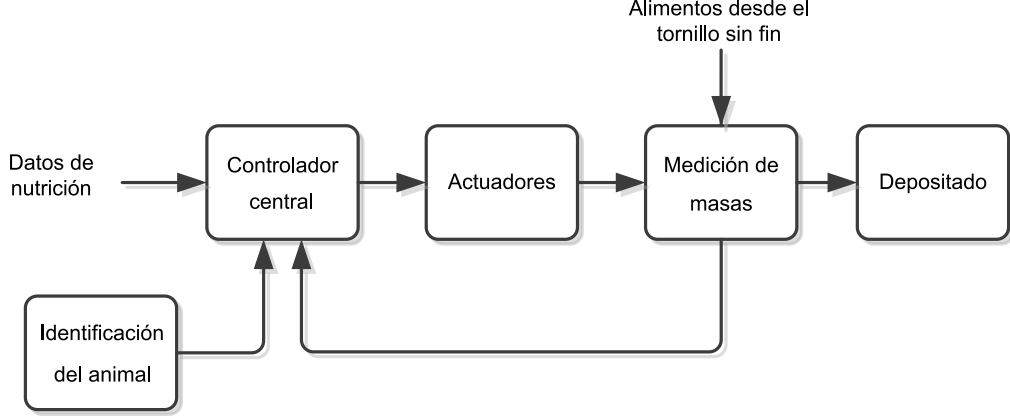 Alimentos desde el
tornillo sin fin
Datos de
nutrición
Controlador
central
Actuadores
Medición de
masas
Depositado
Identificación
del animal